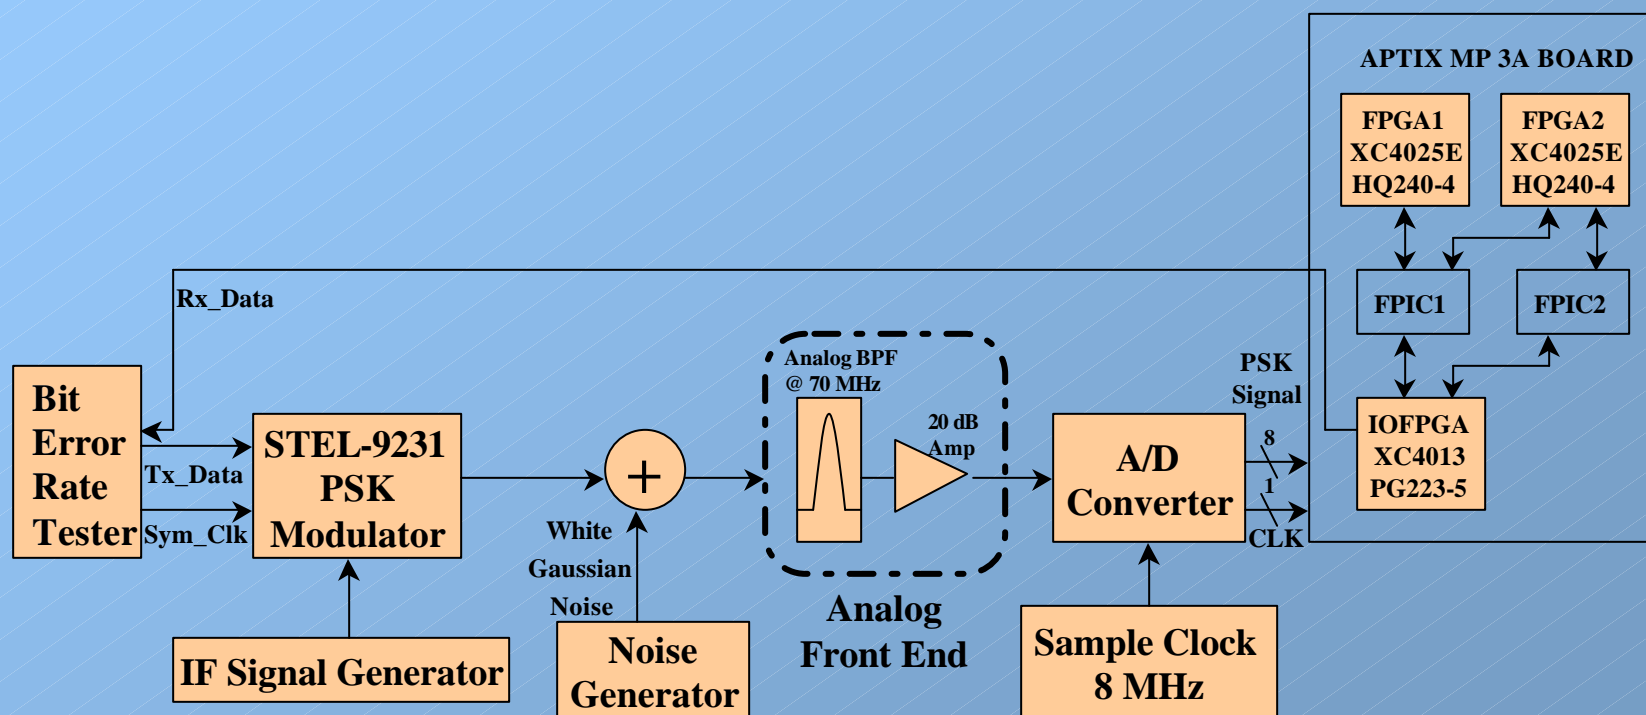 APTIX MP 3A BOARD
FPGA1
XC4025E
HQ240-4
FPGA2
XC4025E
HQ240-4
FPIC1
FPIC2
IOFPGA
XC4013
PG223-5
Rx_Data
Bit
Error
Rate
Tester
Tx_Data
Sym_Clk
STEL-9231
PSK
Modulator
IF Signal Generator
+
White
Gaussian
Noise
Noise
Generator
Analog BPF
@ 70 MHz
20 dB
Amp
Analog
Front End
A/D
Converter
Sample Clock
8 MHz
PSK
Signal
8
1
CLK